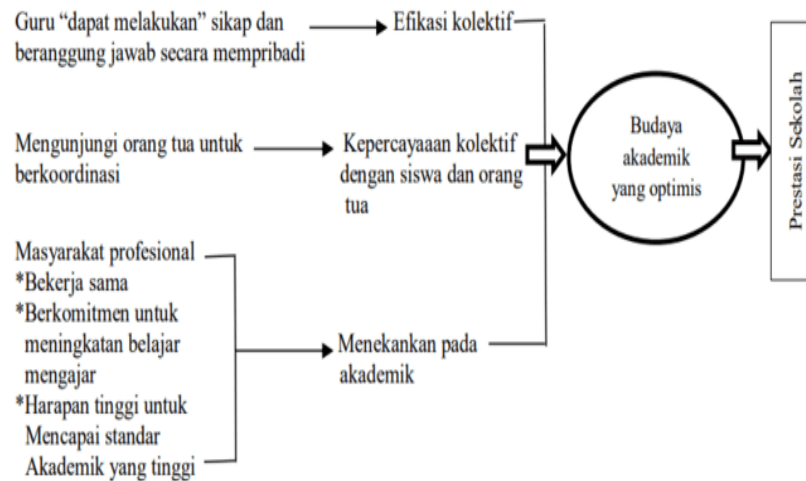 Guru “dapat melakukan” sikap dan
beranggung jawab secara mempribadi
Efikasi kolektif
Mengunjungi orang tua untuk
berkoordinasi
Kepercayaaan kolektif
dengan siswa dan orang
tua
Masyarakat profesional
*Bekerja sama
*Berkomitmen untuk
meningkatan belajar
mengajar
*Harapan tinggi untuk
Mencapai standar
Akademik yang tinggi
Menekankan pada
akademik
Budaya
akademik
yang optimis
Prestasi Sekolah